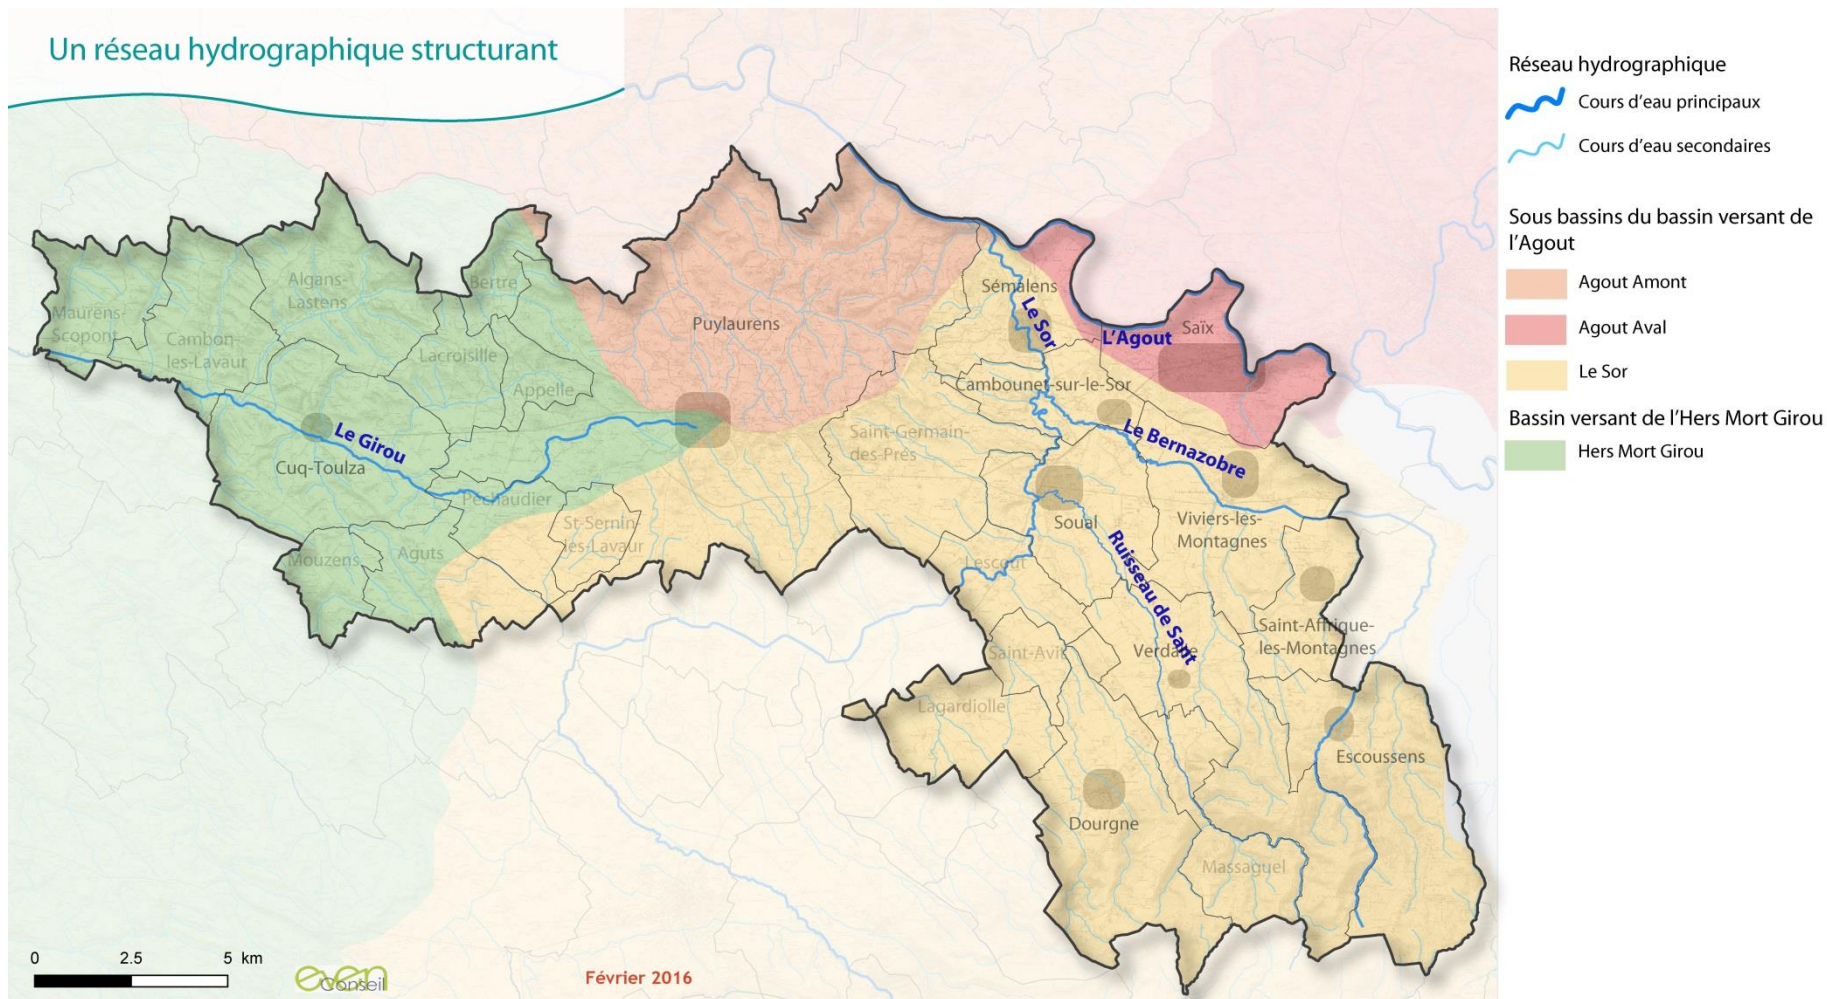 Un réseau hydrographique structurant
Réseau hydrographique
Cours d'eau principaux
Cours d'eau secondaires
Sous bassins du bassin versant de
l'Agout
Agout Amont
Agout Aval
Le Sor
Bassin versant de l'Hers Mort Girou
Hers Mort Girou
Maurens-
Scopont
Cambon-
les-Lavaur
Algans-
Lastens
Bertre
Lacroisille
Appelle
Puylaurens
Sémalens
Le Sor
L'Agout
Saïx
Cambounet-sur-le-Sor
Le Bernazobre
Saint-Germain-
des-Prés
Le Girou
Cuq-Toulza
Péchaudier
St-Sernin-
les-Lavaur
Mouzens
Aguts
Soual
Viviers-lès-
Montagnes
Lescout
Ruisseau de Sant
Saint-Avit
Verdalle
Saint-Affrique-
les-Montagnes
Lagardiolle
Escoussens
Dourgne
Massaguel
0 2.5 5 km
even
Conseil
Février 2016